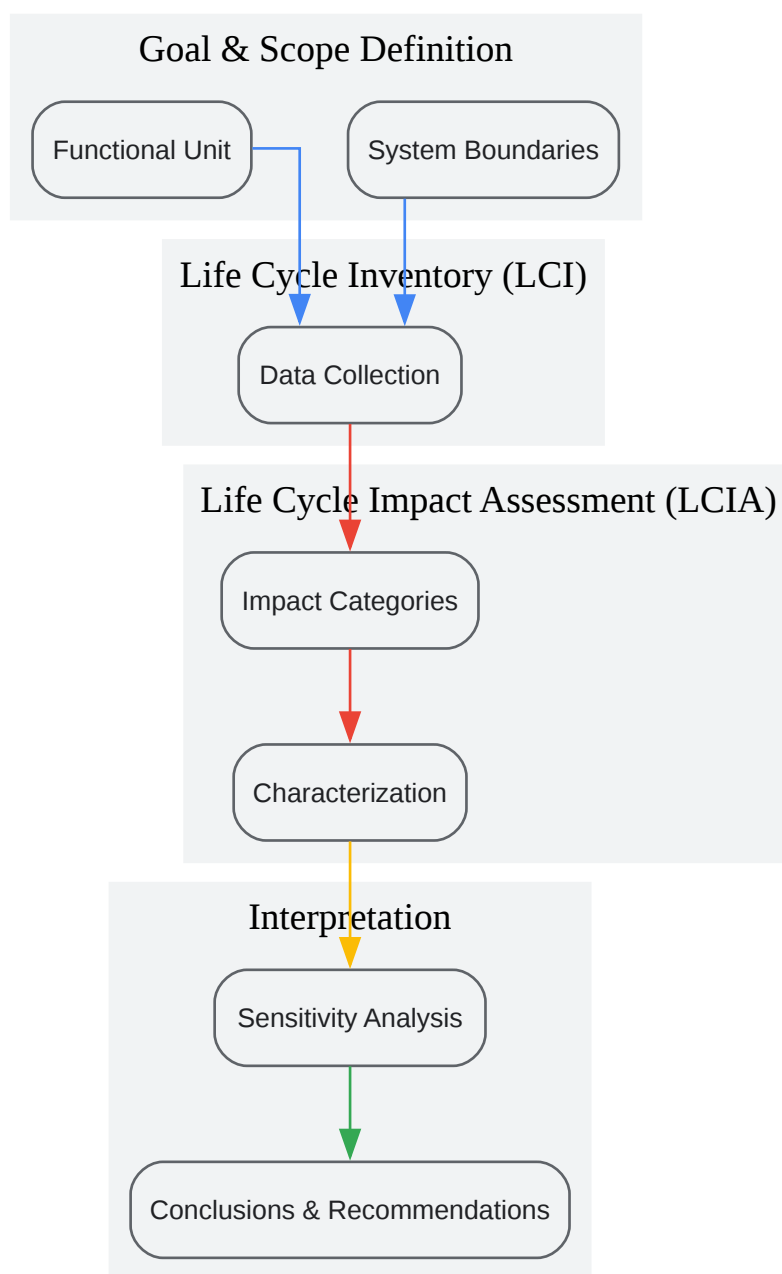 Goal & Scope Definition
Functional Unit
System Boundaries
Life Cycle Inventory (LCI)
Data Collection
Life Cycle Impact Assessment (LCIA)
Impact Categories
Characterization
Interpretation
Sensitivity Analysis
Conclusions & Recommendations